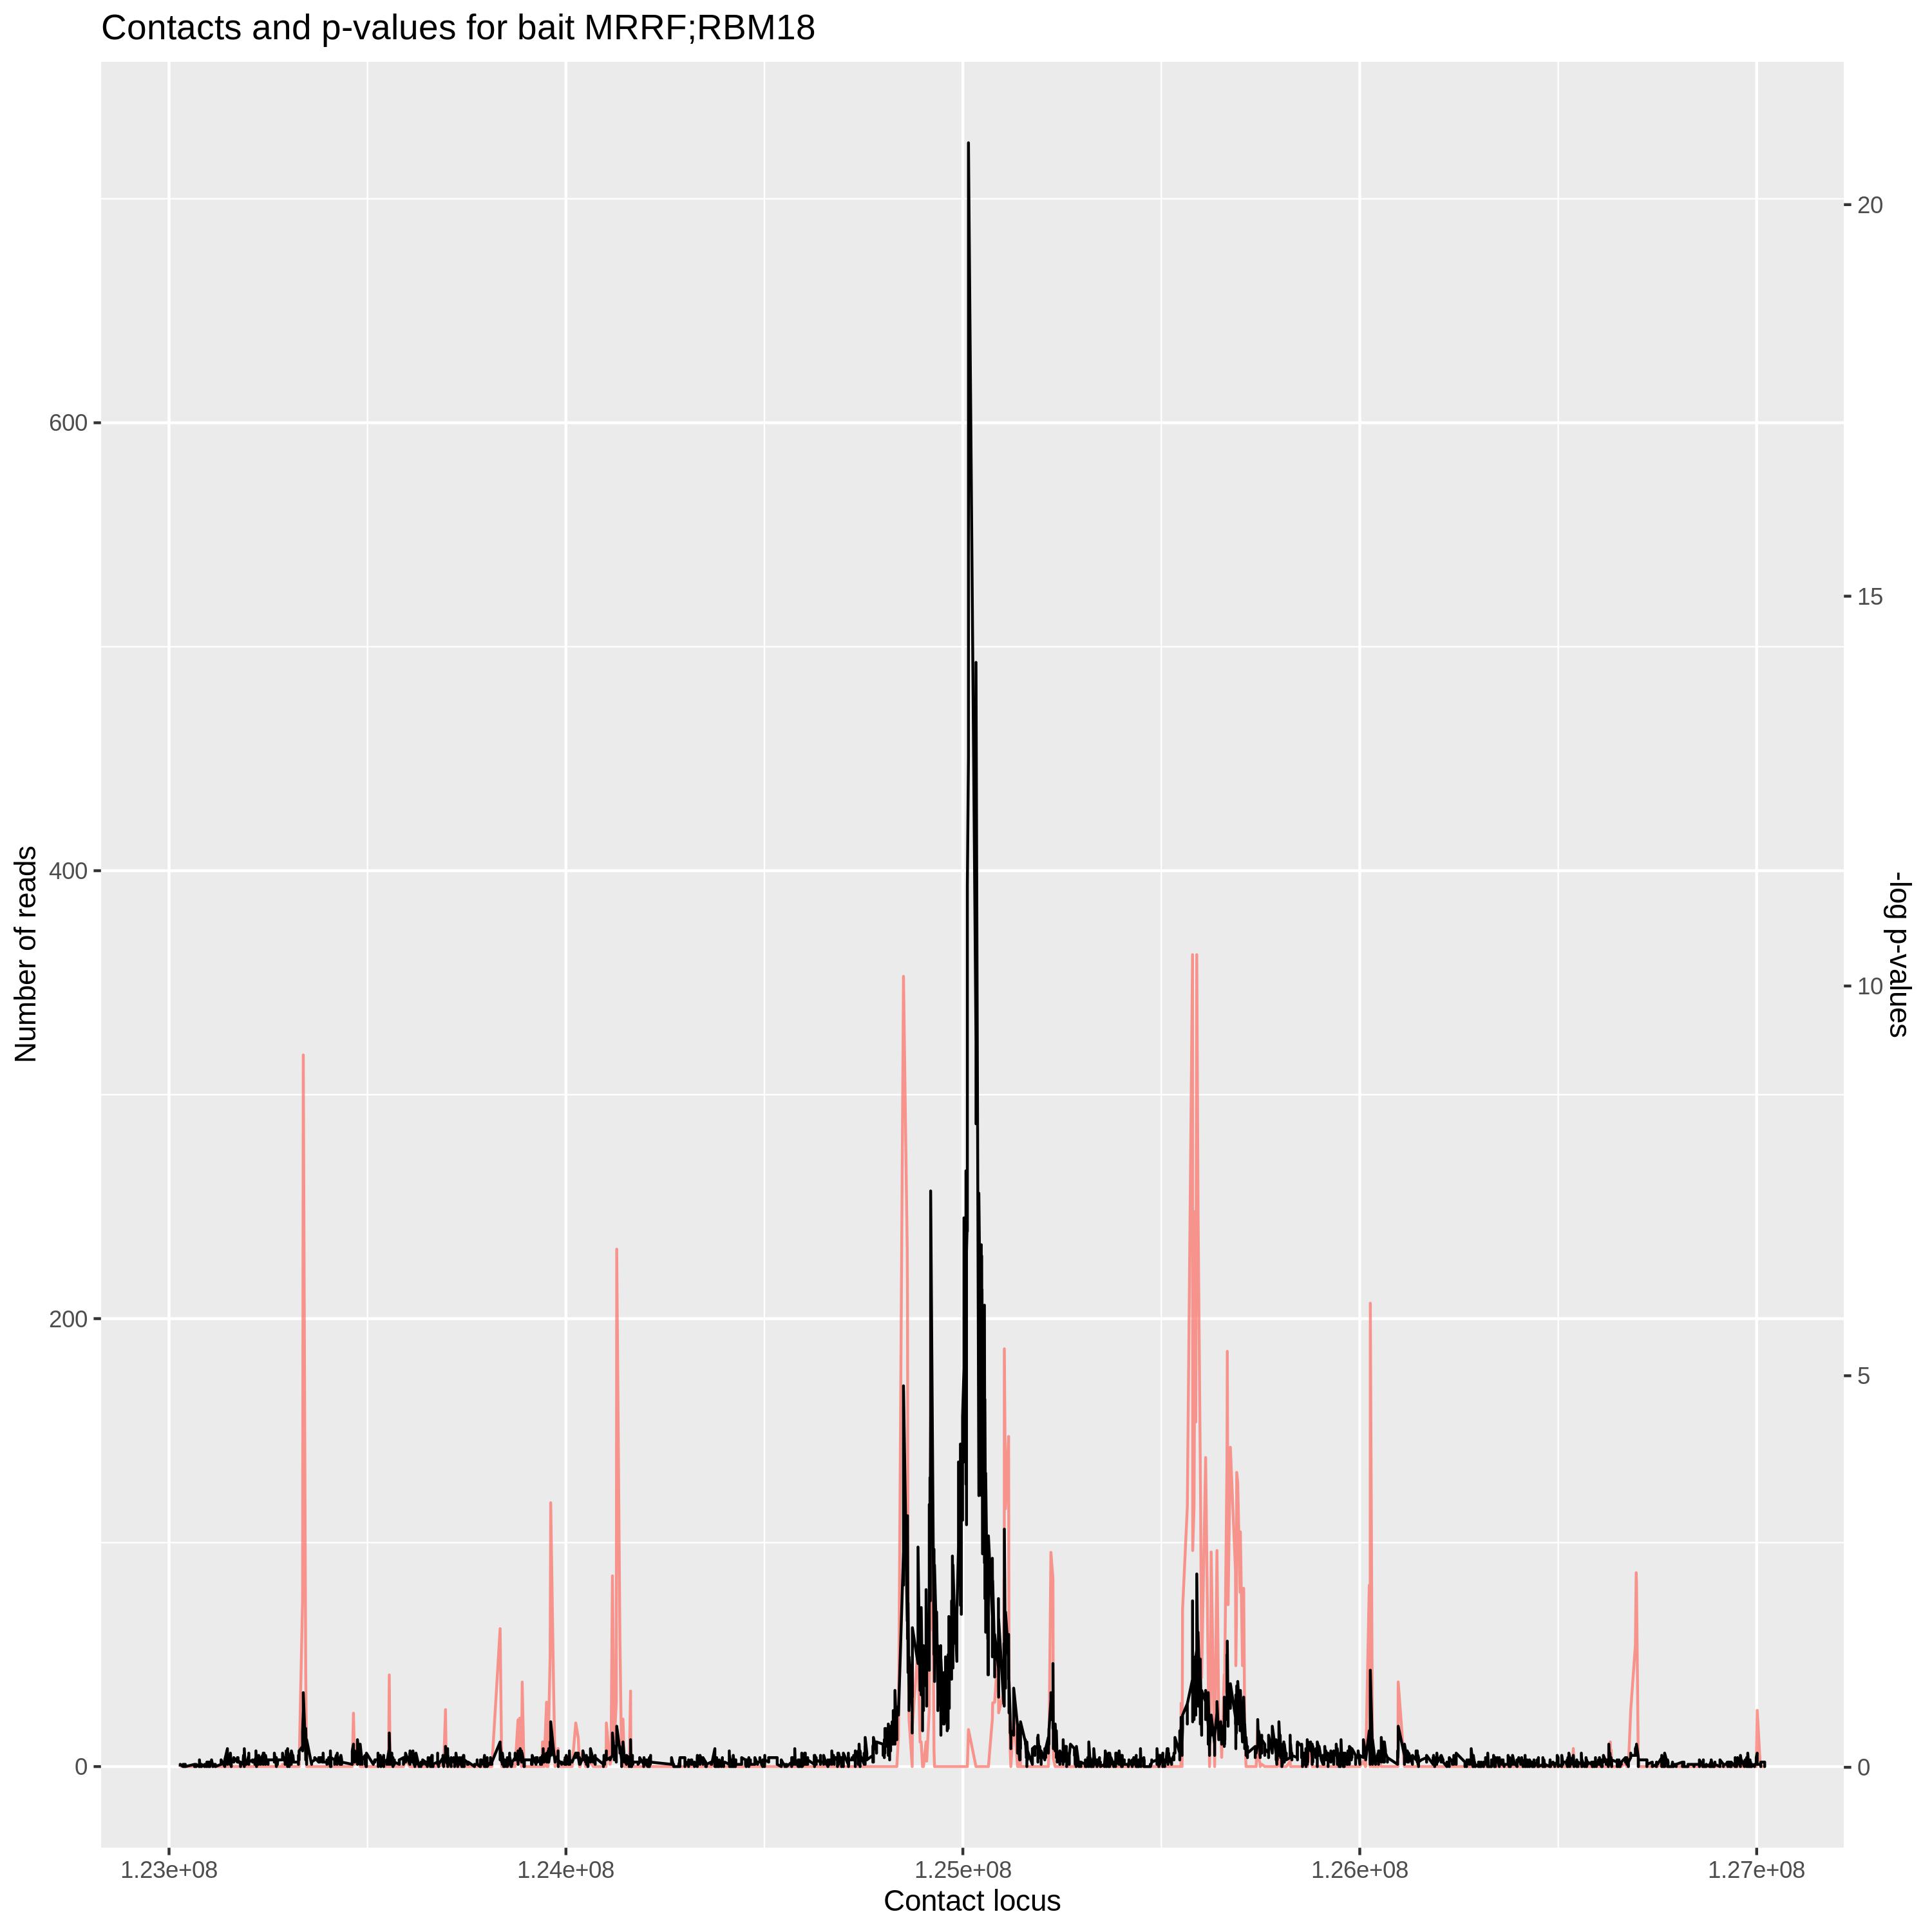 Contacts and p-values for bait MRRF;RBM18
Number of reads
600
400
200
0
20
15
10
5
0
-log p-values
1.23e+08
1.24e+08
1.25e+08
1.26e+08
1.27e+08
Contact locus